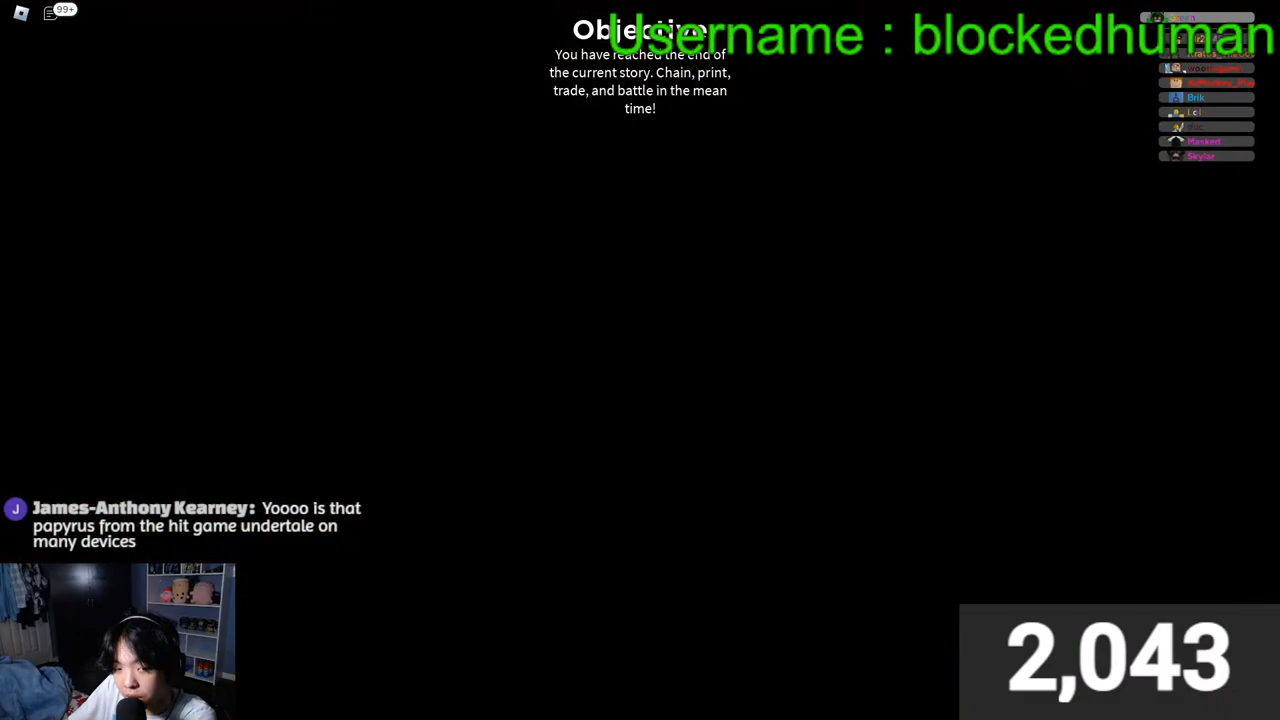 99+
Objective
Username : blockedhuman
You have reached the end of
the current story. Chain, print,
trade, and battle in the mean
time!
Brik
Masked
Skylar
J
James-Anthony Kearney: Yoooo is that
papyrus from the hit game undertale on
many devices
2,043